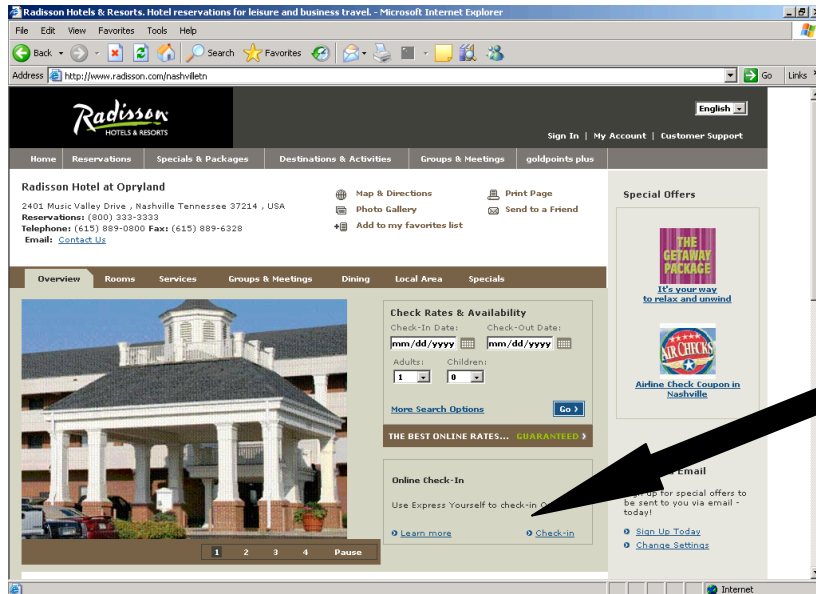 Radisson Hotels & Resorts. Hotel reservations for leisure and business travel. - Microsoft Internet Explorer
File Edit View Favorites Tools Help
Back Search Favorites
Address http://www.radisson.com/nashvilletn Go Links
Radisson
HOTELS & RESORTS
English
Sign In | My Account | Customer Support
Home Reservations Specials & Packages Destinations & Activities Groups & Meetings goldpoints plus
Radisson Hotel at Opryland
2401 Music Valley Drive , Nashville Tennessee 37214 , USA
Reservations: (800) 333-3333
Telephone: (615) 889-0800 Fax: (615) 889-6328
Email: Contact Us
Map & Directions
Photo Gallery
Add to my favorites list
Print Page
Send to a Friend
Overview Rooms Services Groups & Meetings Dining Local Area Specials
1 2 3 4 Pause
Check Rates & Availability
Check-In Date: Check-Out Date:
mm/dd/yyyy mm/dd/yyyy
Adults: Children:
1 0
More Search Options Go
THE BEST ONLINE RATES... GUARANTEED
Online Check-In
Use Express Yourself to check-in
Learn more Check-in
Special Offers
THE
GETAWAY
PACKAGE
It's your way
to relax and unwind
AIR CHECKS
Airline Check Coupon in
Nashville
Email
up for special offers to
be sent to you via email -
today!
Sign Up Today
Change Settings
Internet